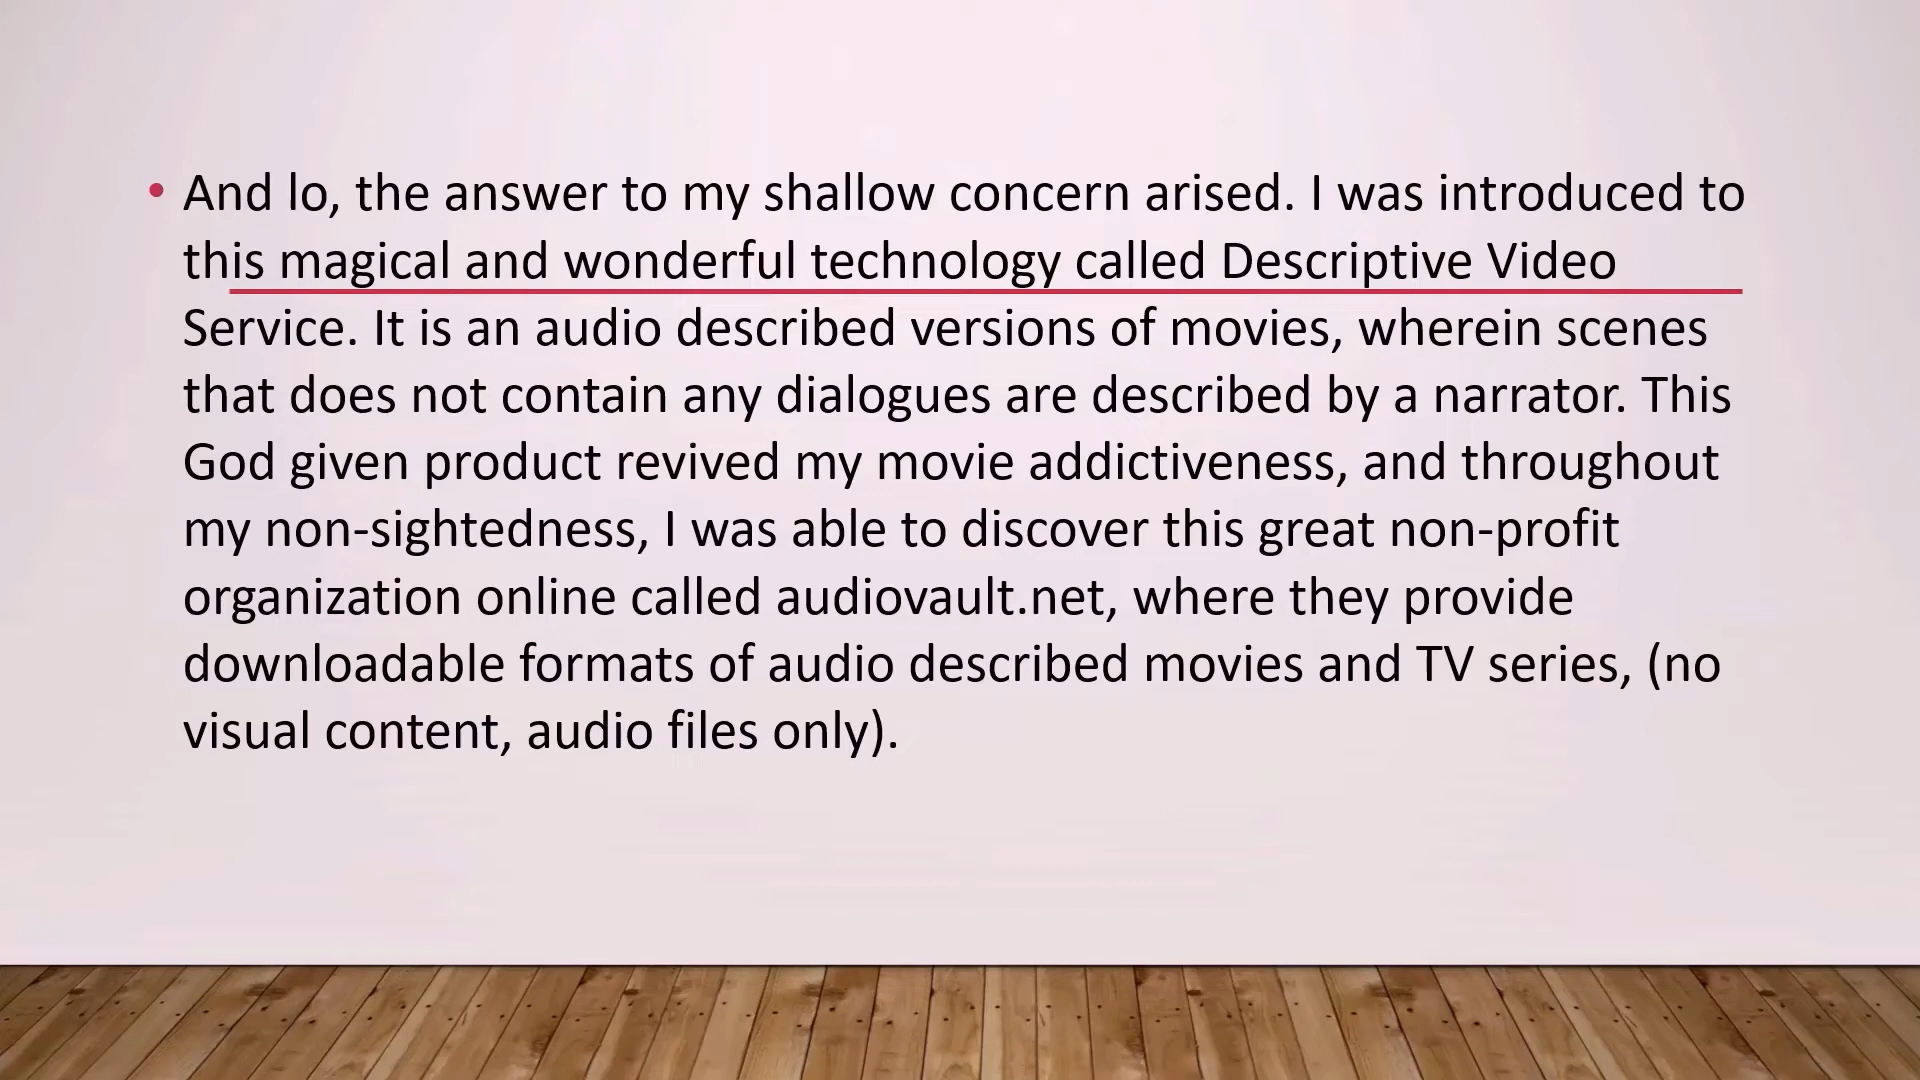 • And lo, the answer to my shallow concern arised. I was introduced to
this magical and wonderful technology called Descriptive Video
Service. It is an audio described versions of movies, wherein scenes
that does not contain any dialogues are described by a narrator. This
God given product revived my movie addictiveness, and throughout
my non-sightedness, I was able to discover this great non-profit
organization online called audiovault.net, where they provide
downloadable formats of audio described movies and TV series, (no
visual content, audio files only).